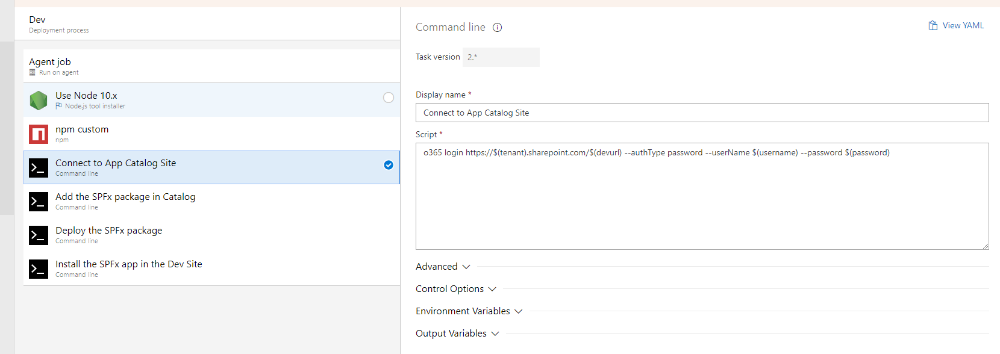 Dev
Deployment process
Agent job
Run on agent
Use Node 10.x
Node.js tool installer
npm custom
npm
Connect to App Catalog Site
Command line
Add the SPFx package in Catalog
Command line
Deploy the SPFx package
Command line
Install the SPFx app in the Dev Site
Command line
Command line
View YAML
Task version 2.*
Display name *
Connect to App Catalog Site
Script *
o365 login https://$(tenant).sharepoint.com/$(devurl) --authType password --userName $(username) --password $(password)
Advanced
Control Options
Environment Variables
Output Variables